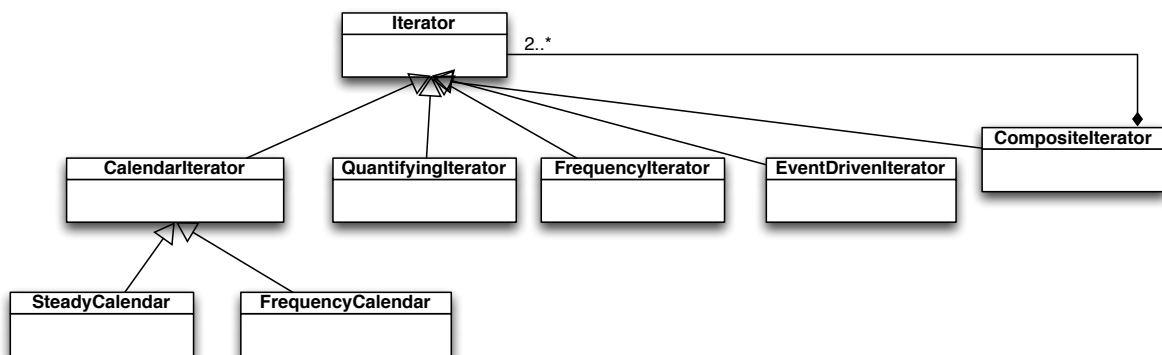 Iterator
2..*
CompositeIterator
CalendarIterator
QuantifyingIterator
FrequencyIterator
EventDrivenIterator
SteadyCalendar
FrequencyCalendar